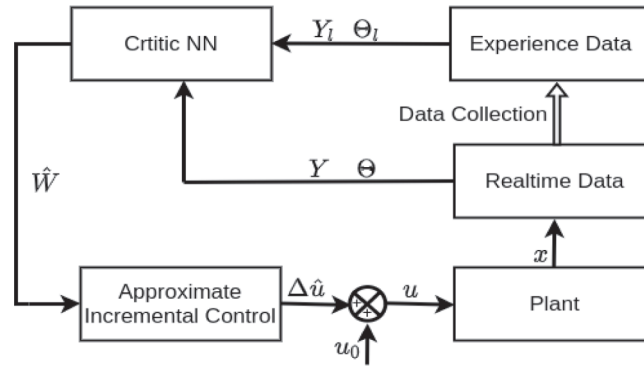 Crtitic NN
Y_l Θ_l
Experience Data
Data Collection
Ŵ
Y Θ
Realtime Data
x
Approximate
Incremental Control
Δû
+
+
u
Plant
u_0